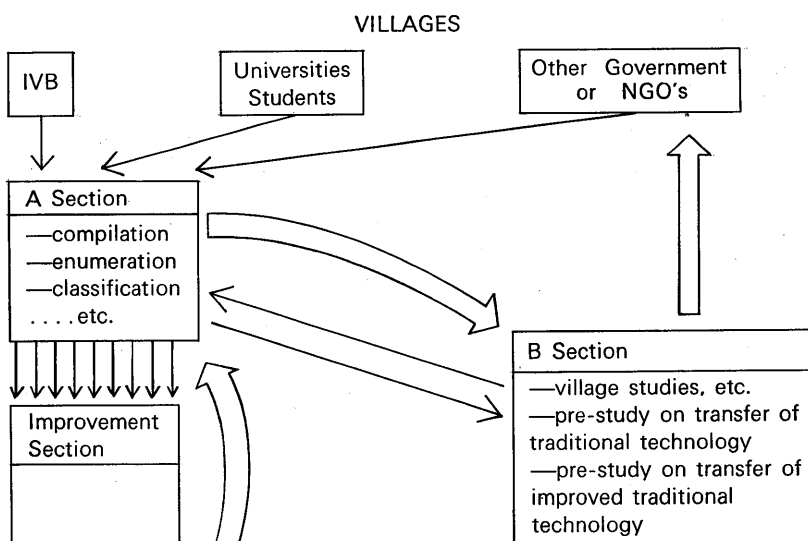 VILLAGES
IVB
Universities
Students
Other Government
or NGO's
A Section
—compilation
—enumeration
—classification
. . . . etc.
B Section
—village studies, etc.
—pre-study on transfer of
traditional technology
—pre-study on transfer of
improved traditional
technology
Improvement
Section